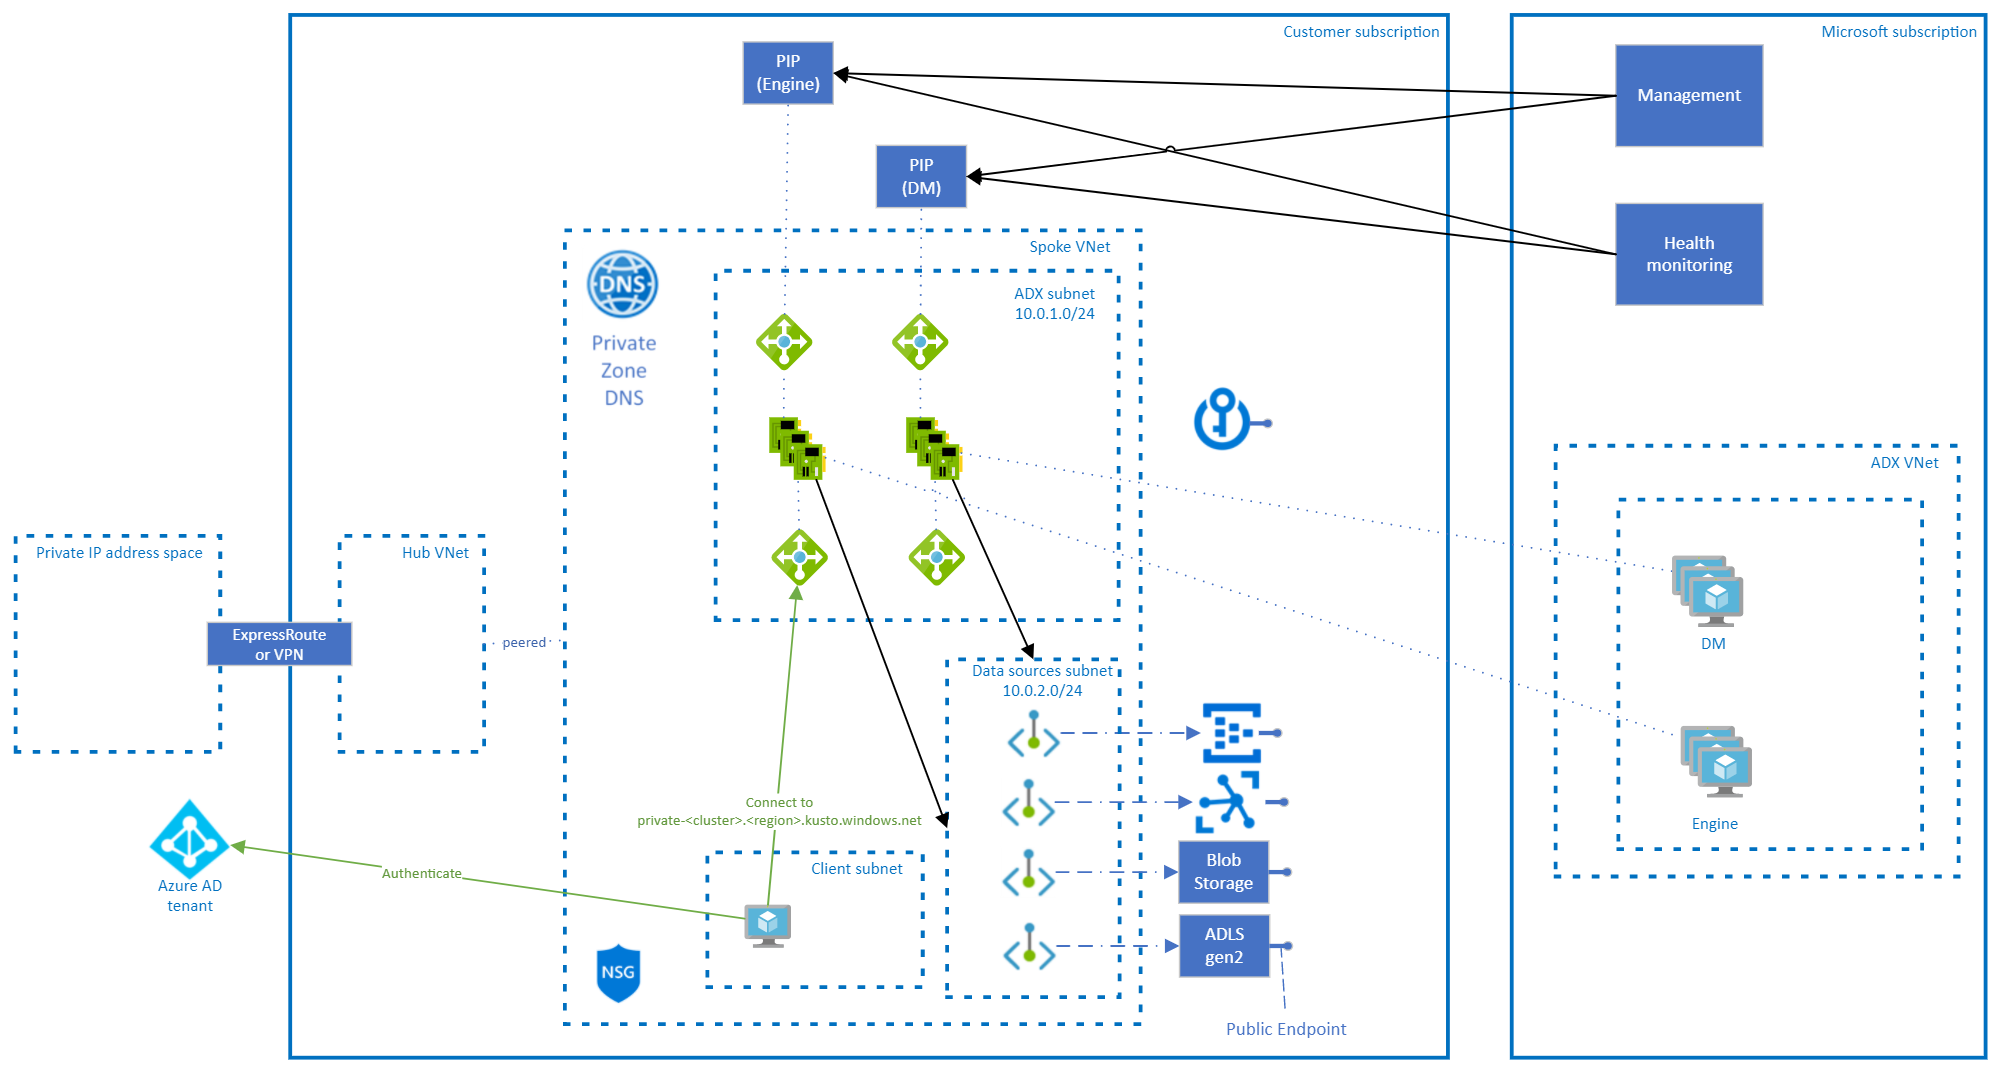 Customer subscription
Microsoft subscription
PIP
(Engine)
Management
PIP
(DM)
Health
monitoring
Spoke VNet
DNS
Private
Zone
DNS
ADX subnet
10.0.1.0/24
ADX VNet
Private IP address space
Hub VNet
ExpressRoute
or VPN
peered
DM
Data sources subnet
10.0.2.0/24
Connect to
private-<cluster>.<region>.kusto.windows.net
Engine
Client subnet
Blob
Storage
Authenticate
Azure AD
tenant
ADLS
gen2
NSG
Public Endpoint